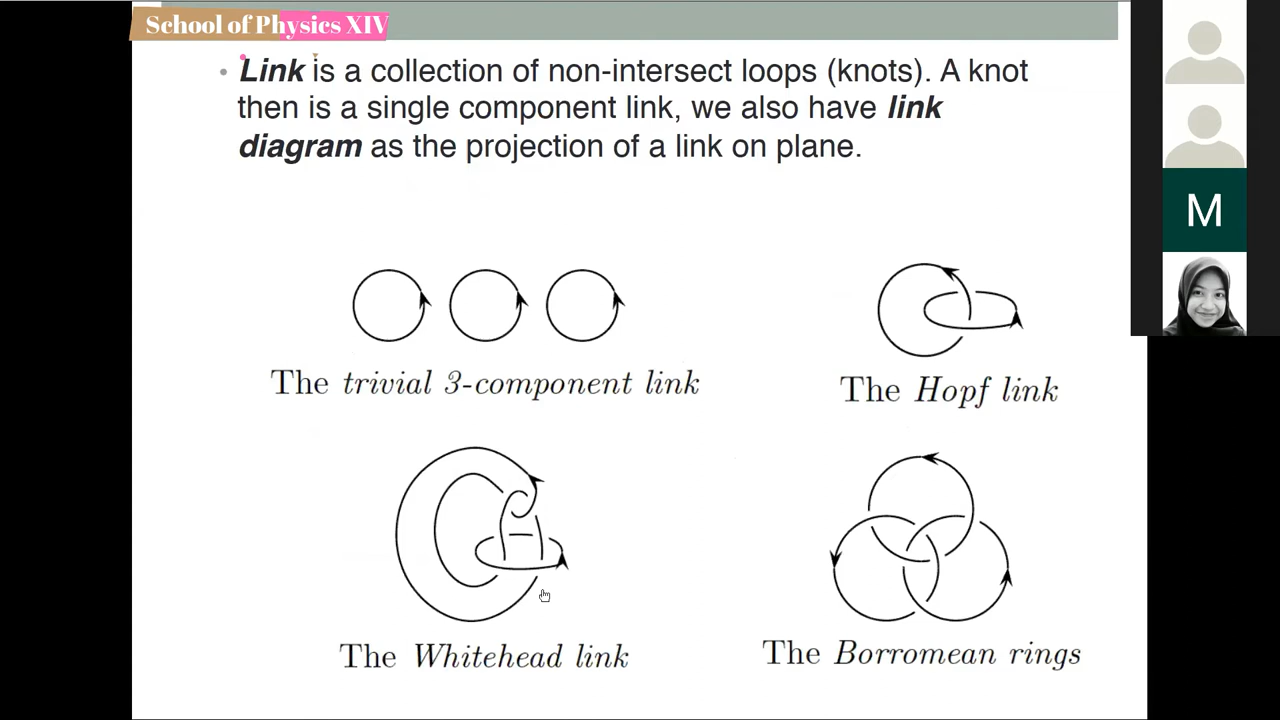 School of Physics XIV
• Link is a collection of non-intersect loops (knots). A knot
then is a single component link, we also have link
diagram as the projection of a link on plane.
M
The trivial 3-component link
The Hopf link
The Whitehead link
The Borromean rings